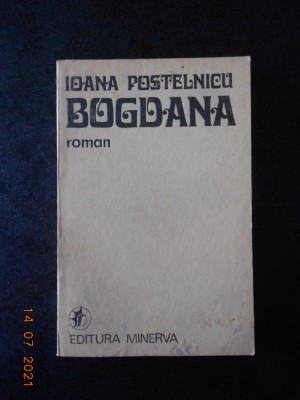 IOANA POSTELNICU
BOGDANA
roman
EDITURA MINERVA
14.07.2021